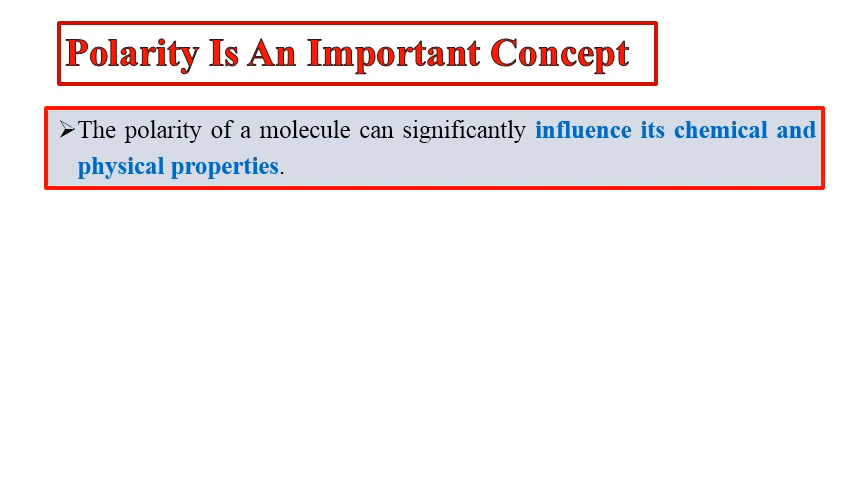 Polarity Is An Important Concept
➢The polarity of a molecule can significantly influence its chemical and
physical properties.